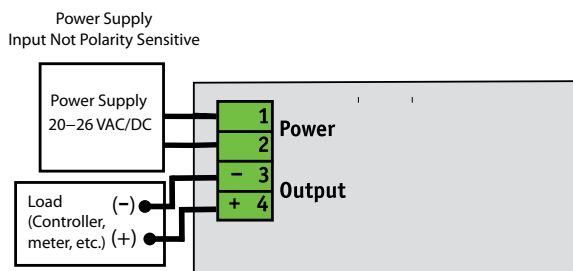 Power Supply
Input Not Polarity Sensitive
Power Supply
20–26 VAC/DC
1
2
Power
− 3
+ 4
Output
Load (−)
(Controller,
meter, etc.) (+)